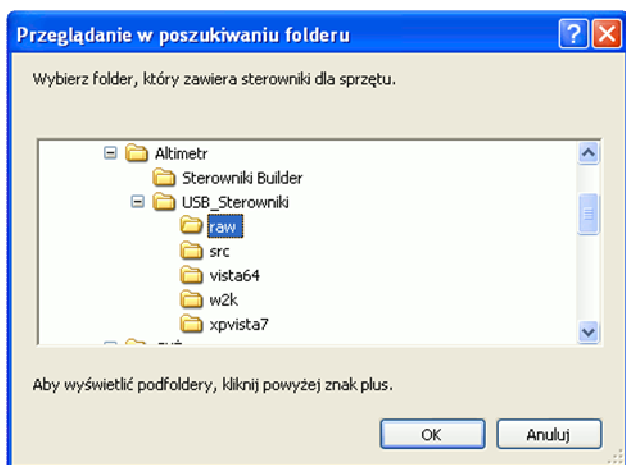 Przeglądanie w poszukiwaniu folderu
Wybierz folder, który zawiera sterowniki dla sprzętu.
Altimetr
Sterowniki Builder
USB_Sterowniki
raw
src
vista64
w2k
xpvista7
Aby wyświetlić podfoldery, kliknij powyżej znak plus.
OK Anuluj